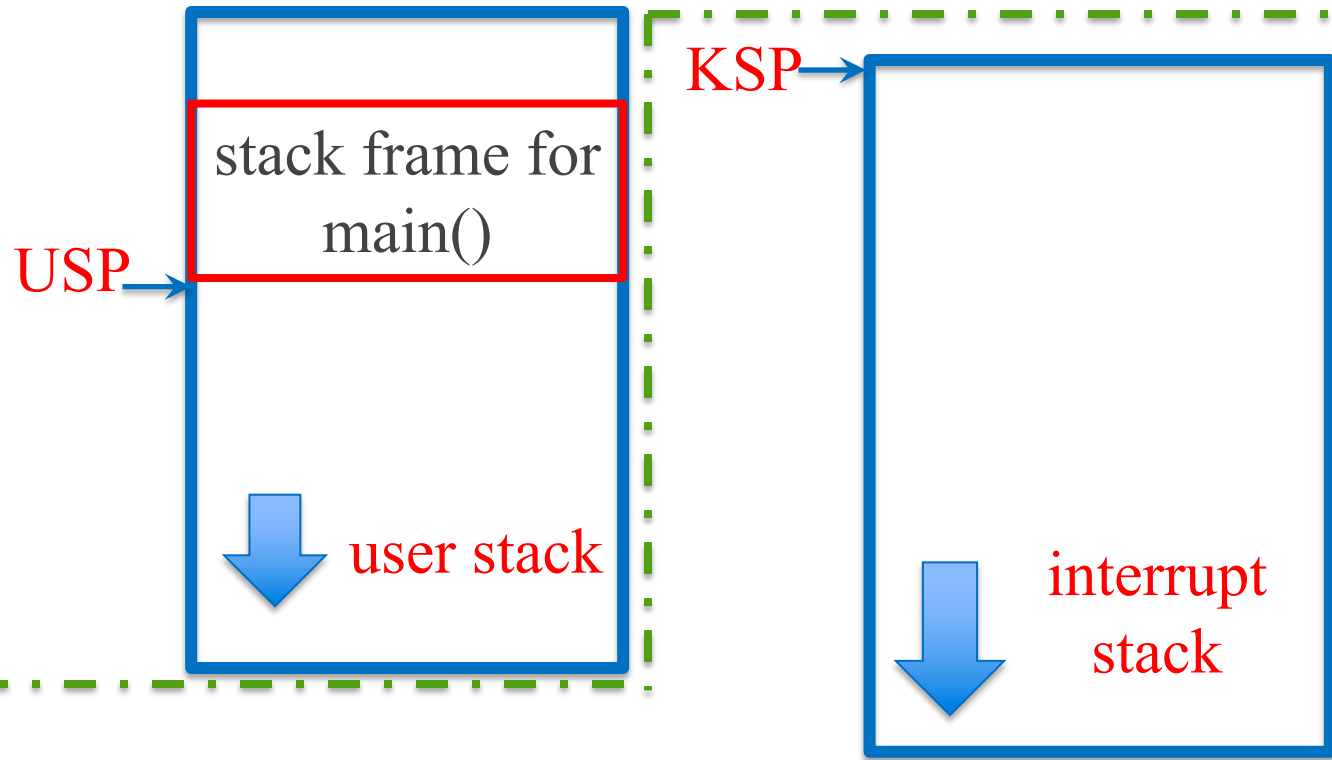 stack frame for
main()
USP
user stack
KSP
interrupt
stack